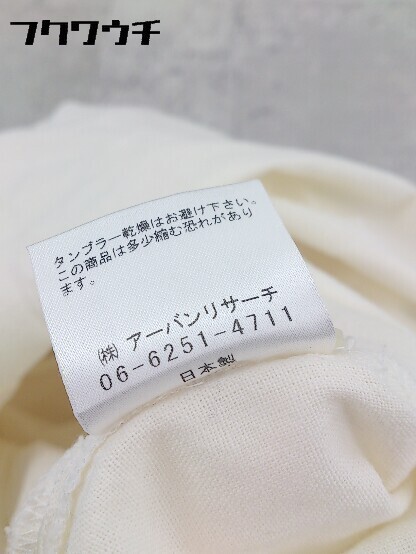 フクワウチ
タンブラー乾燥はお避け下さい。
この商品は多少縮む恐れがあり
ます。
㈱ アーバンリサーチ
06-6251-4711
日本製